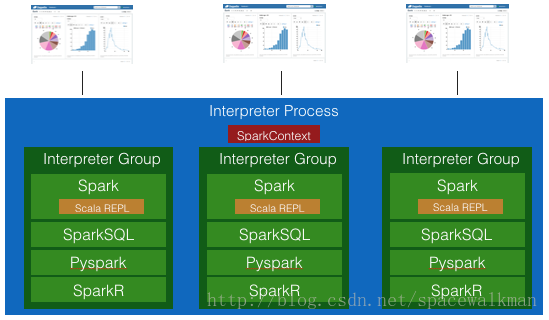 Interpreter Process
SparkContext
Interpreter Group
Spark
Scala REPL
SparkSQL
Pyspark
SparkR
Interpreter Group
Spark
Scala REPL
SparkSQL
Pyspark
SparkR
Interpreter Group
Spark
Scala REPL
SparkSQL
Pyspark
SparkR
http://blog.csdn.net/spacewalkman